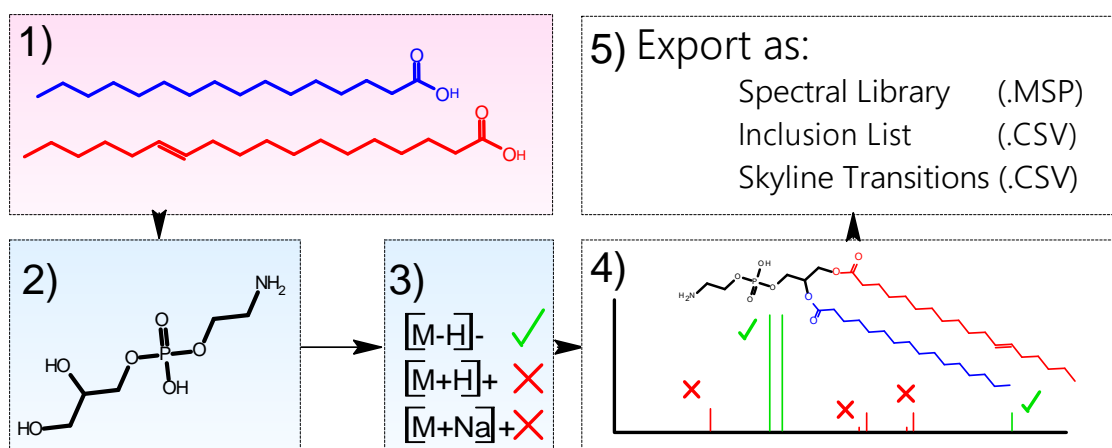 1)
O
OH
O
OH
2)
NH₂
O
O P O
HO OH
HO
3)
[M-H]-
[M+H]+
[M+Na]+
4)
OH
O P O
H₂N O
O O
O
O
5) Export as:
Spectral Library (.MSP)
Inclusion List (.CSV)
Skyline Transitions (.CSV)